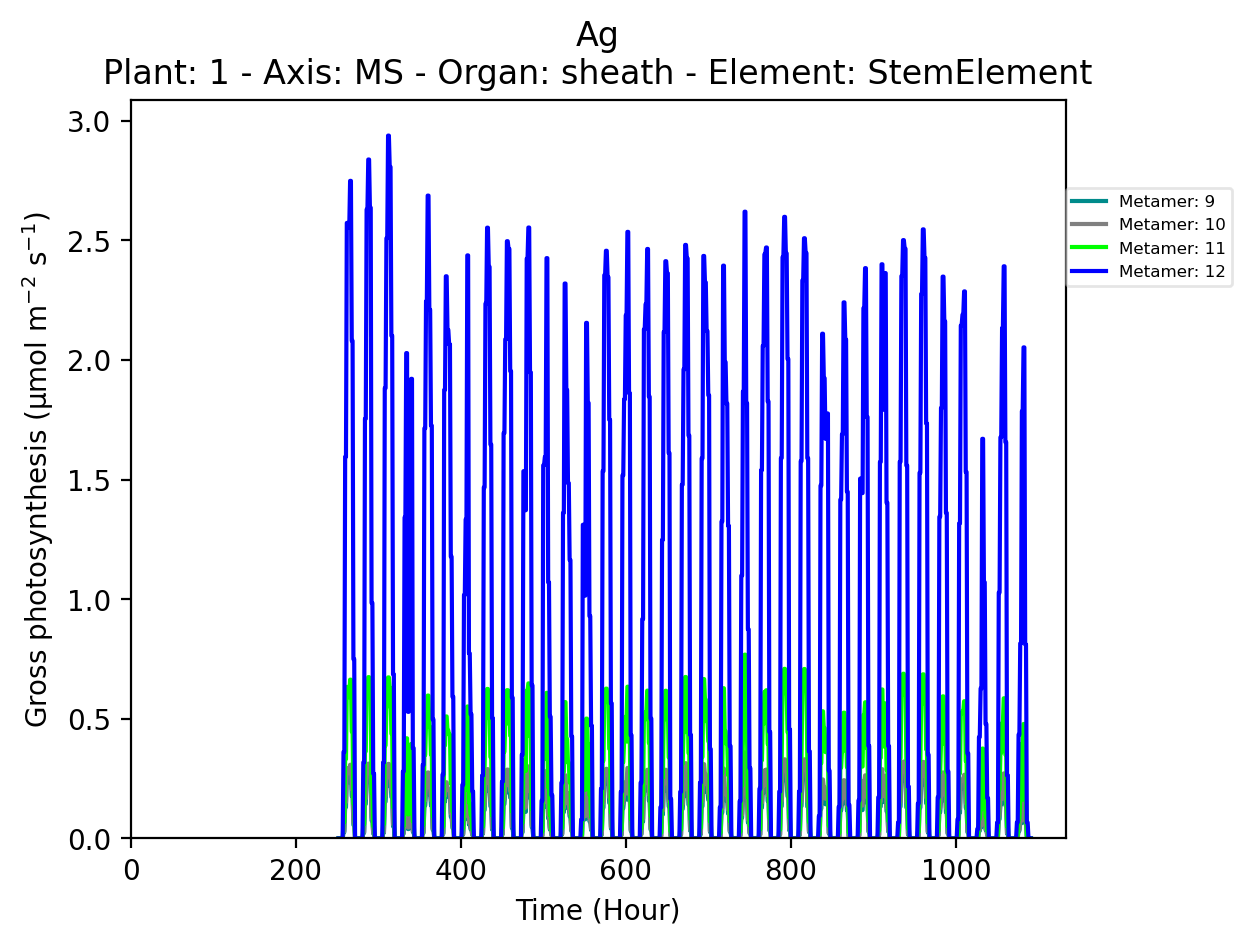 Ag
Plant: 1 - Axis: MS - Organ: sheath - Element: StemElement
3.0
2.5
2.0
1.5
1.0
0.5
0.0
Gross photosynthesis (µmol m⁻² s⁻¹)
Metamer: 9
Metamer: 10
Metamer: 11
Metamer: 12
0 200 400 600 800 1000
Time (Hour)